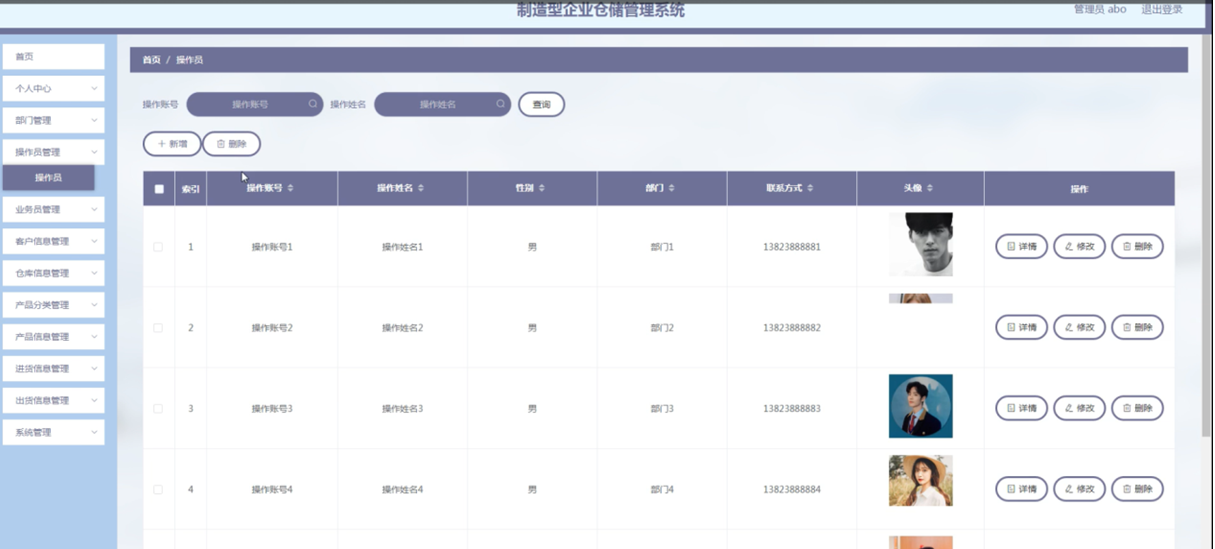 制造型企业仓储管理系统
管理员 abo 退出登录
首页
个人中心
部门管理
操作员管理
操作员
业务员管理
客户信息管理
仓库信息管理
产品分类管理
产品信息管理
进货信息管理
出货信息管理
系统管理
首页 / 操作员
操作账号 操作账号 操作姓名 操作姓名 查询
新增 删除
索引 操作账号 操作姓名 性别 部门 联系方式 头像 操作
1 操作账号1 操作姓名1 男 部门1 13823888881 详情 修改 删除
2 操作账号2 操作姓名2 男 部门2 13823888882 详情 修改 删除
3 操作账号3 操作姓名3 男 部门3 13823888883 详情 修改 删除
4 操作账号4 操作姓名4 男 部门4 13823888884 详情 修改 删除